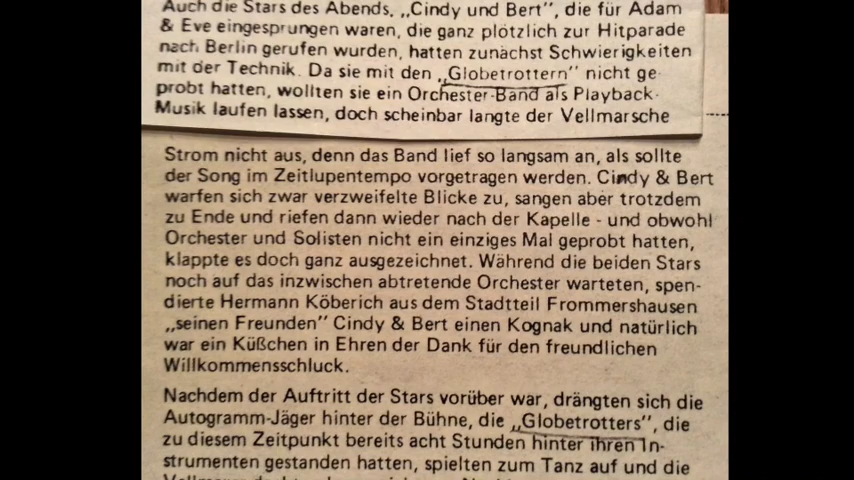 Auch die Stars des Abends, „Cindy und Bert", die für Adam
& Eve eingesprungen waren, die ganz plötzlich zur Hitparade
nach Berlin gerufen wurden, hatten zunächst Schwierigkeiten
mit der Technik. Da sie mit den „Globetrottern" nicht ge-
probt hatten, wollten sie ein Orchester-Band als Playback-
Musik laufen lassen, doch scheinbar langte der Vellmarsche
Strom nicht aus, denn das Band lief so langsam an, als sollte
der Song im Zeitlupentempo vorgetragen werden. Cindy & Bert
warfen sich zwar verzweifelte Blicke zu, sangen aber trotzdem
zu Ende und riefen dann wieder nach der Kapelle - und obwohl
Orchester und Solisten nicht ein einziges Mal geprobt hatten,
klappte es doch ganz ausgezeichnet. Während die beiden Stars
noch auf das inzwischen abtretende Orchester warteten, spen-
dierte Hermann Köberich aus dem Stadtteil Frommershausen
„seinen Freunden" Cindy & Bert einen Kognak und natürlich
war ein Küßchen in Ehren der Dank für den freundlichen
Willkommensschluck.
Nachdem der Auftritt der Stars vorüber war, drängten sich die
Autogramm-Jäger hinter der Bühne, die „Globetrotters", die
zu diesem Zeitpunkt bereits acht Stunden hinter ihren In-
strumenten gestanden hatten, spielten zum Tanz auf und die